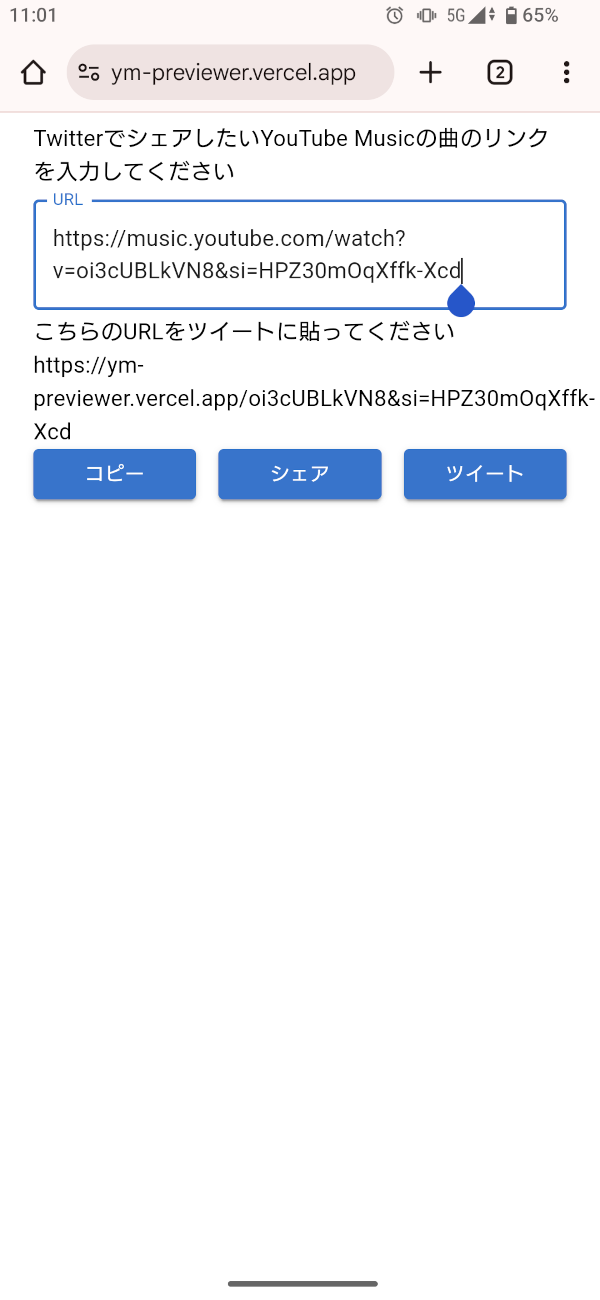 11:01
5G 65%
ym-previewer.vercel.app
2
TwitterでシェアしたいYouTube Musicの曲のリンク
を入力してください
URL
https://music.youtube.com/watch?
v=oi3cUBLkVN8&si=HPZ30mOqXffk-Xcd
こちらのURLをツイートに貼ってください
https://ym-
previewer.vercel.app/oi3cUBLkVN8&si=HPZ30mOqXffk-
Xcd
コピー シェア ツイート